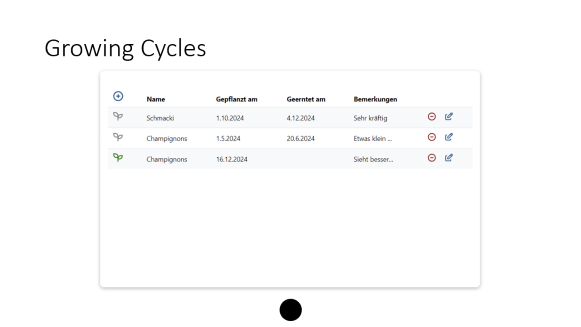 Growing Cycles
Name Gepflanzt am Geerntet am Bemerkungen
Schmacki 1.10.2024 4.12.2024 Sehr kräftig
Champignons 1.5.2024 20.6.2024 Etwas klein ...
Champignons 16.12.2024 Sieht besser...